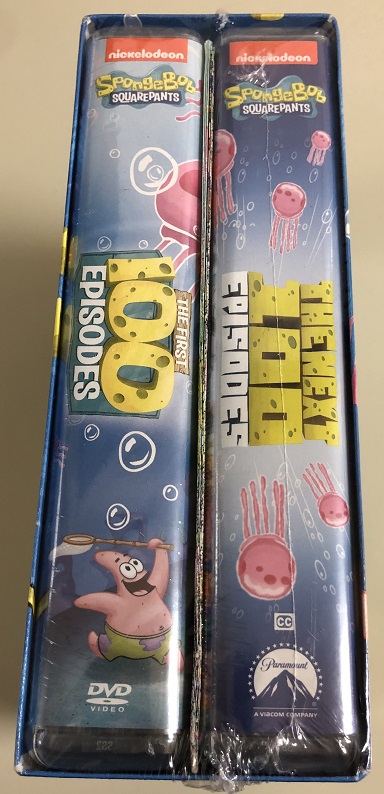 nickelodeon
SpongeBob
SQUAREPANTS
THE FIRST
100
EPISODES
DVD
VIDEO
nickelodeon
SpongeBob
SQUAREPANTS
THE NEXT
100
EPISODES
CC
Paramount
A VIACOM COMPANY